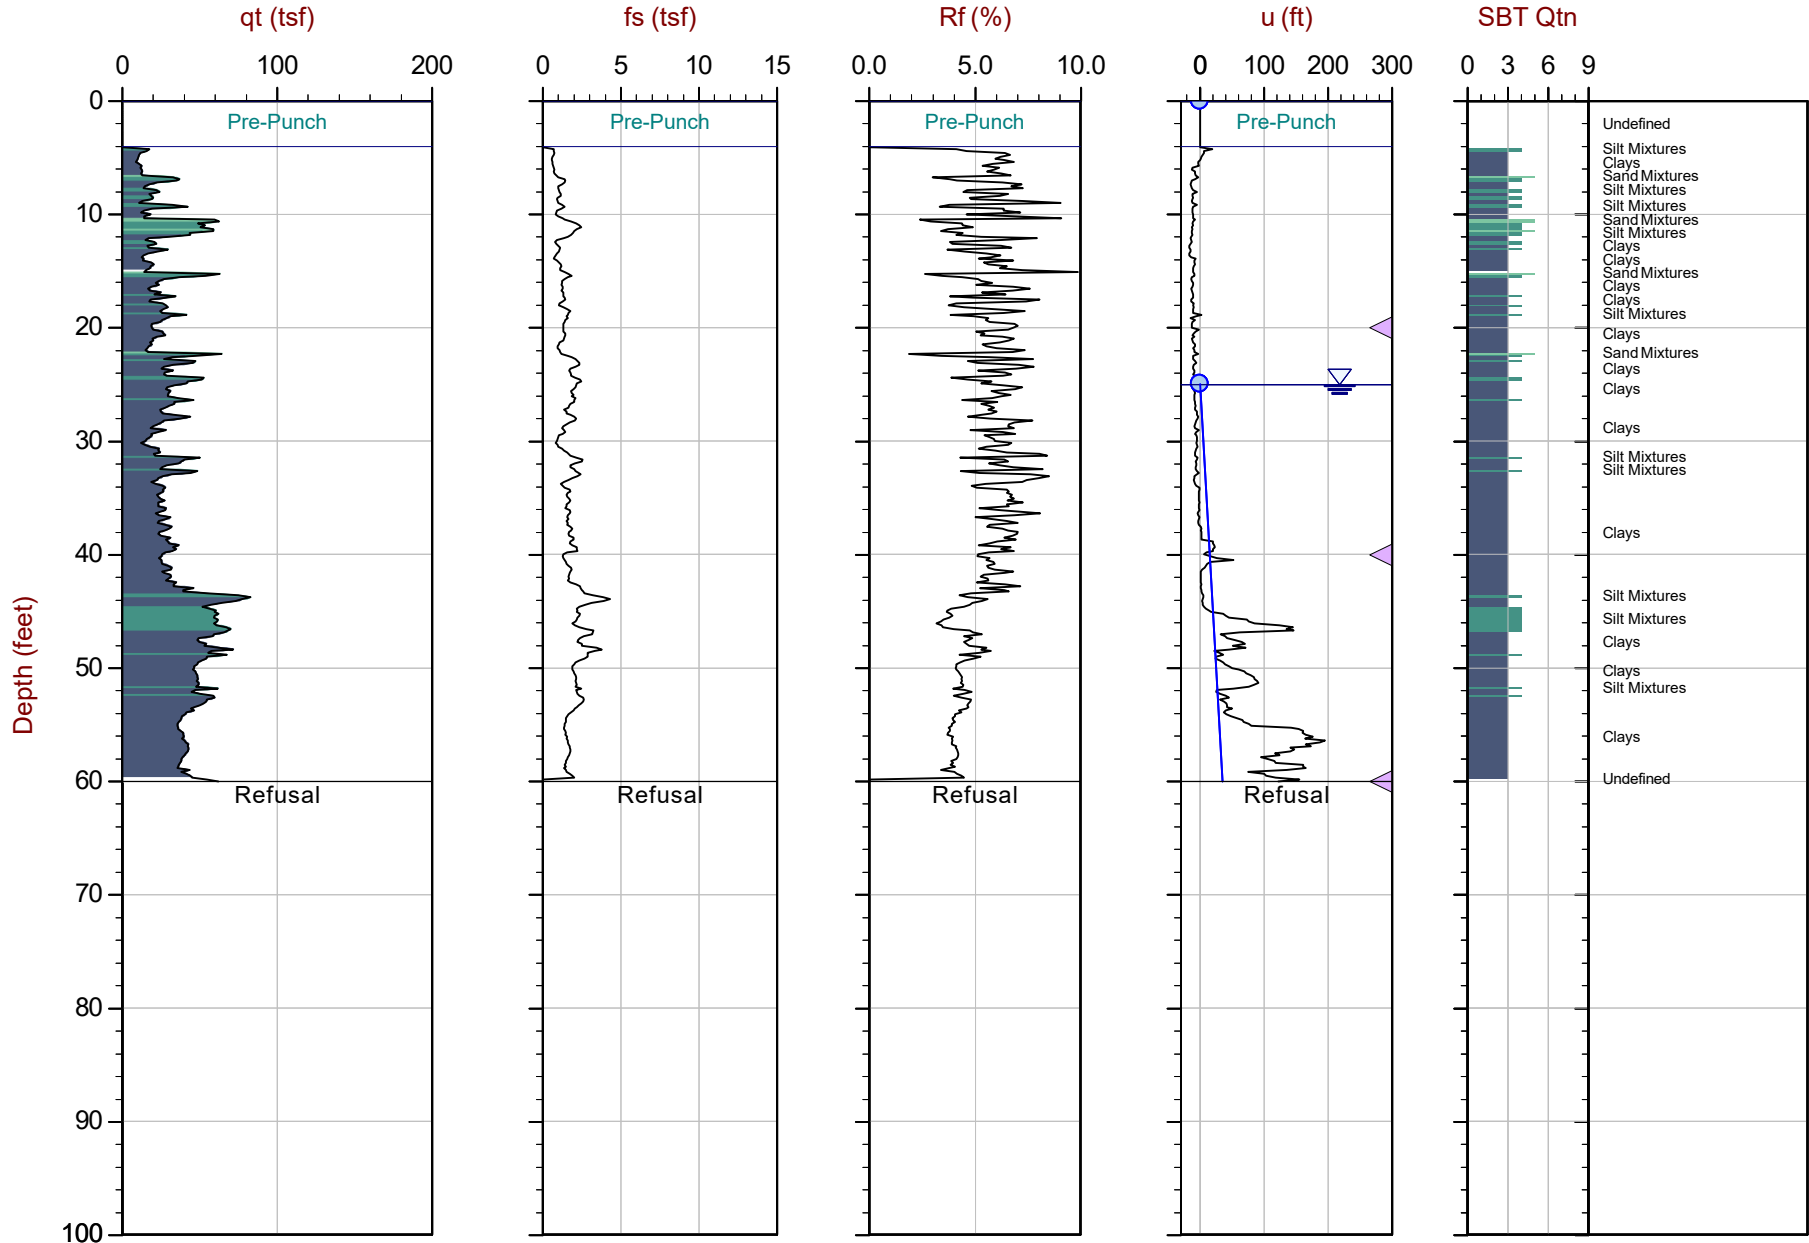 qt (tsf) fs (tsf) Rf (%) u (ft) SBT Qtn
0 100 200 0 5 10 15 0.0 5.0 10.0 0 100 200 300 0 3 6 9
0
Pre-Punch Pre-Punch Pre-Punch Pre-Punch Undefined
Silt Mixtures
Clays
Sand Mixtures
Silt Mixtures
Silt Mixtures
10
Sand Mixtures
Silt Mixtures
Clays
Clays
Sand Mixtures
Clays
Clays
Silt Mixtures
20
Clays
Sand Mixtures
Clays
Clays
Clays
30
Silt Mixtures
Silt Mixtures
Clays
40
Silt Mixtures
Silt Mixtures
Clays
50
Clays
Silt Mixtures
Depth (feet)
Clays
60 Undefined
Refusal Refusal Refusal Refusal
70
80
90
100